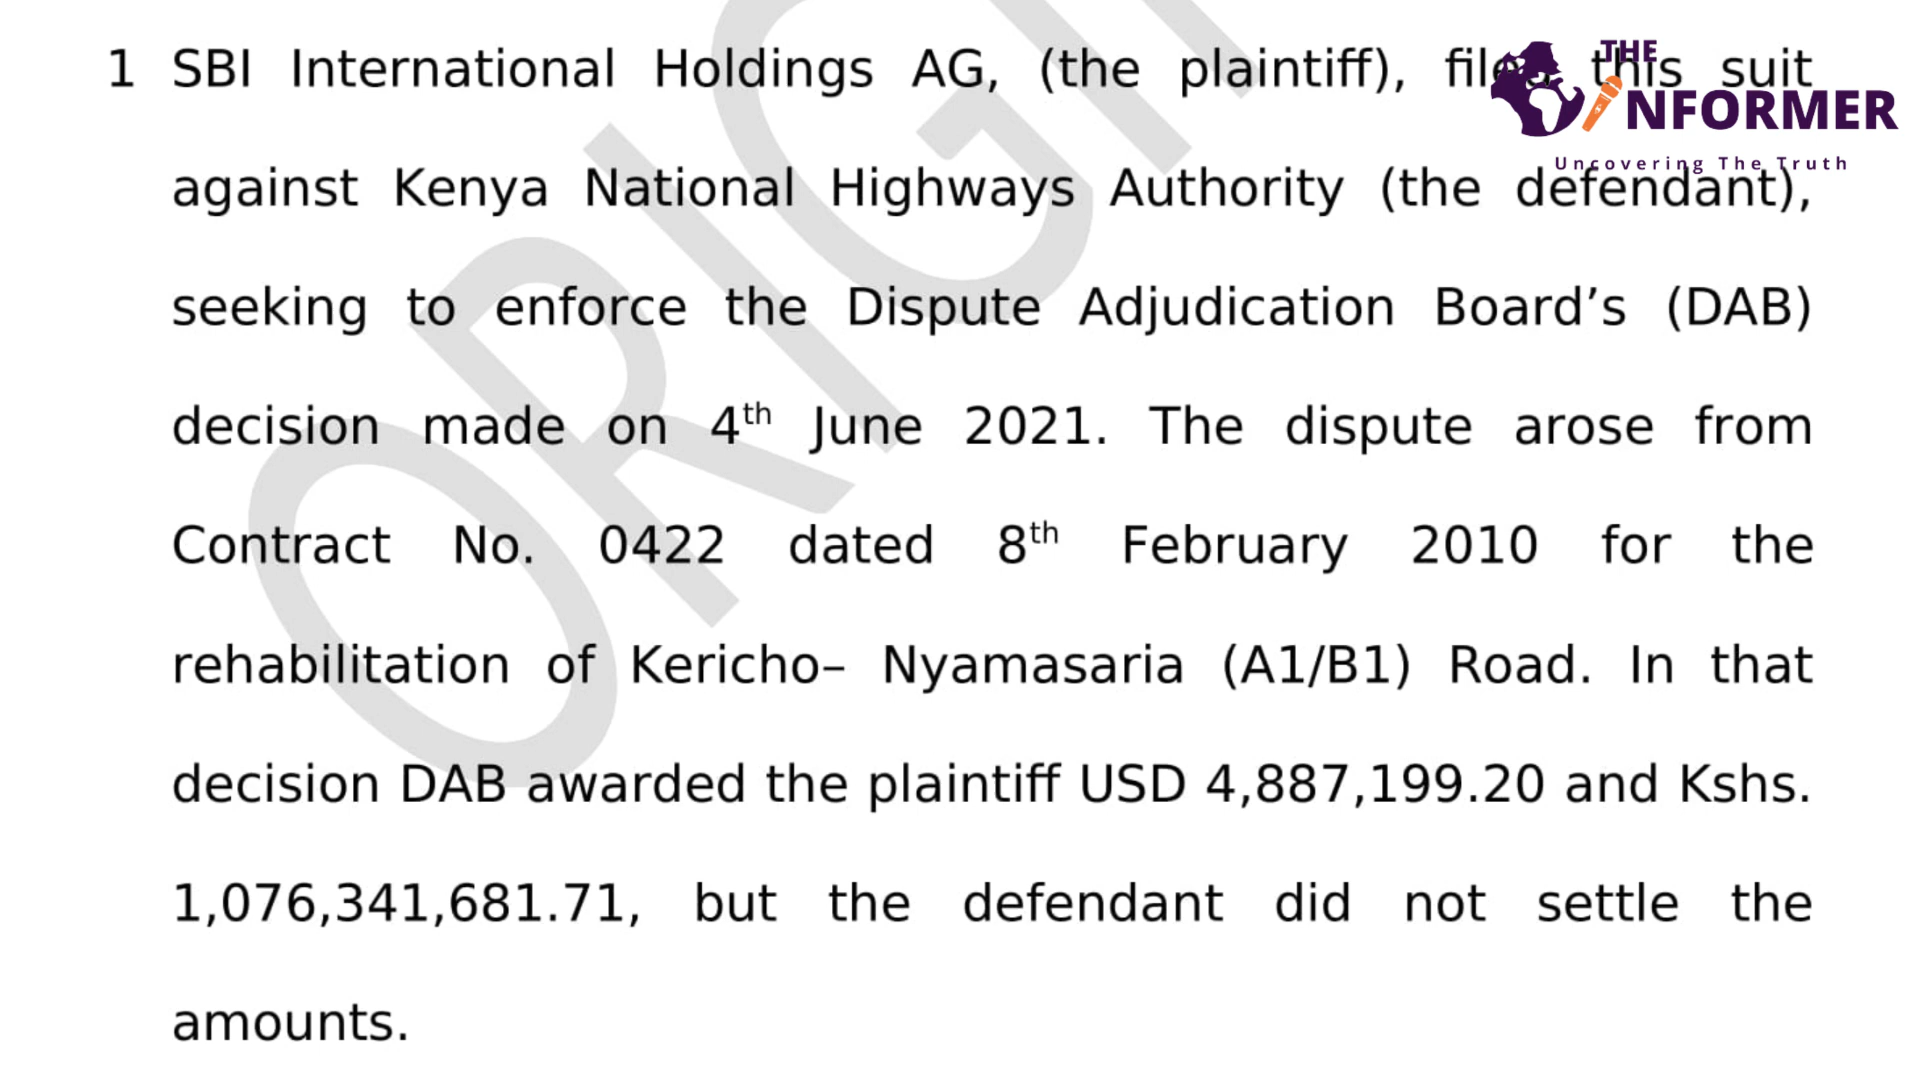 1 SBI International Holdings AG, (the plaintiff), filed this suit
against Kenya National Highways Authority (the defendant),
seeking to enforce the Dispute Adjudication Board’s (DAB)
decision made on 4th June 2021. The dispute arose from
Contract No. 0422 dated 8th February 2010 for the
rehabilitation of Kericho– Nyamasaria (A1/B1) Road. In that
decision DAB awarded the plaintiff USD 4,887,199.20 and Kshs.
1,076,341,681.71, but the defendant did not settle the
amounts.
THE
INFORMER
Uncovering The Truth